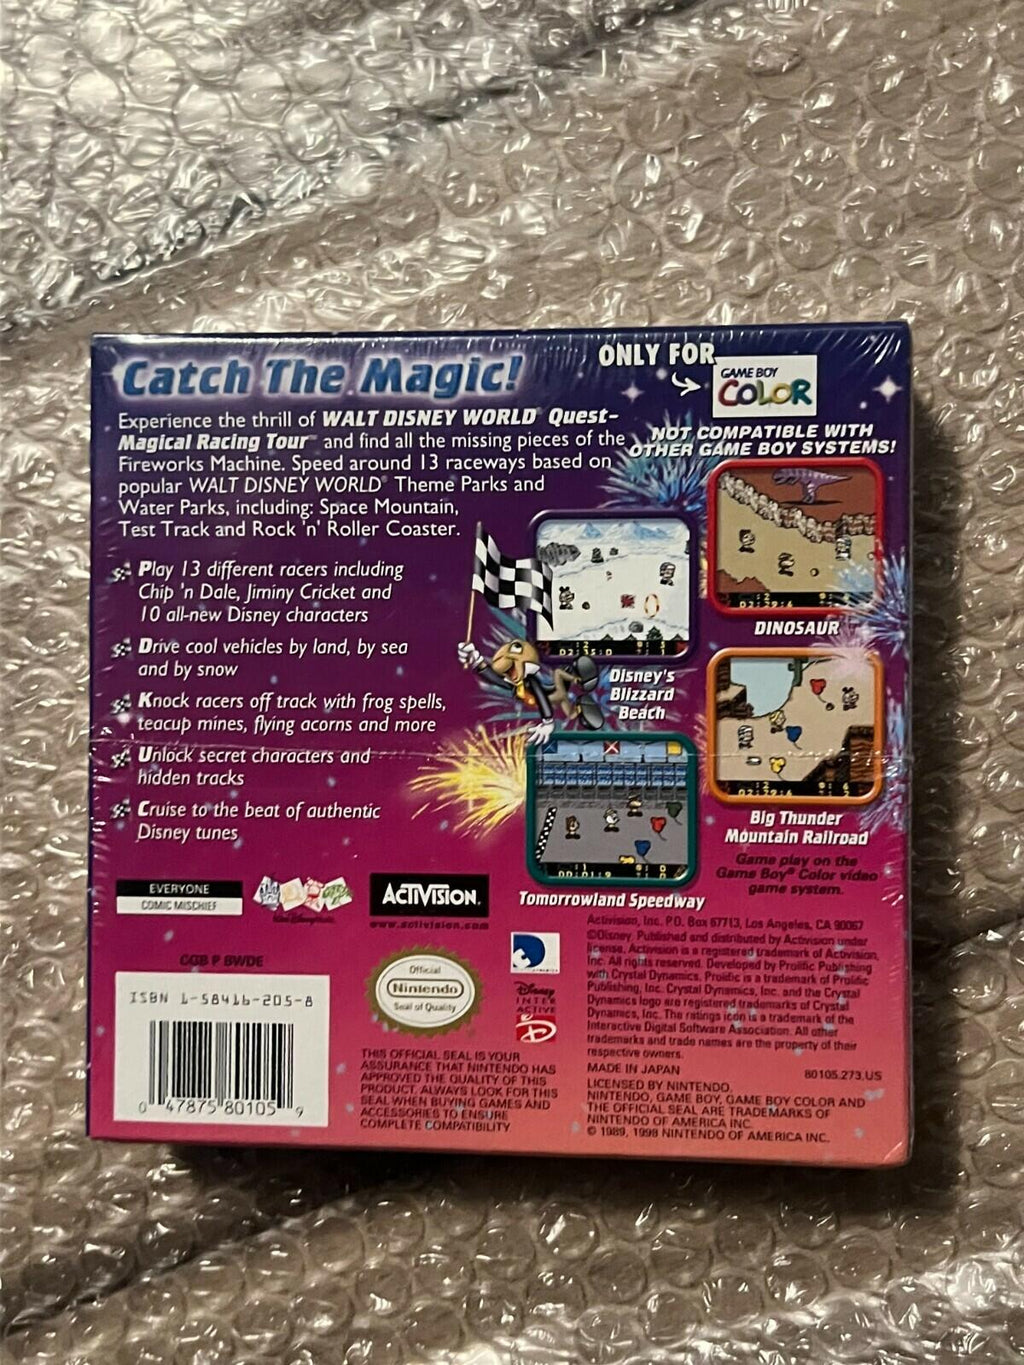 Catch The Magic!
ONLY FOR
GAME BOY
COLOR
NOT COMPATIBLE WITH
OTHER GAME BOY SYSTEMS!
Experience the thrill of WALT DISNEY WORLD® Quest-
Magical Racing Tour™ and find all the missing pieces of the
Fireworks Machine. Speed around 13 raceways based on
popular WALT DISNEY WORLD® Theme Parks and
Water Parks, including: Space Mountain,
Test Track and Rock 'n' Roller Coaster.
Play 13 different racers including
Chip 'n Dale, Jiminy Cricket and
10 all-new Disney characters
Drive cool vehicles by land, by sea
and by snow
Knock racers off track with frog spells,
teacup mines, flying acorns and more
Unlock secret characters and
hidden tracks
Cruise to the beat of authentic
Disney tunes
DINOSAUR
Disney's
Blizzard
Beach
Big Thunder
Mountain Railroad
Tomorrowland Speedway
Game play on the
Game Boy® Color video
game system.
EVERYONE
COMIC MISCHIEF
ACTIVISION.
www.activision.com
CGB P BWDE
ISBN 1-58416-205-8
0 47875 80105 9
Official
Nintendo
Seal of Quality
THIS OFFICIAL SEAL IS YOUR
ASSURANCE THAT NINTENDO HAS
APPROVED THE QUALITY OF THIS
PRODUCT. ALWAYS LOOK FOR THIS
SEAL WHEN BUYING GAMES AND
ACCESSORIES TO ENSURE
COMPLETE COMPATIBILITY.
Disney
INTER
ACTIVE
Activision, Inc. P.O. Box 67713, Los Angeles, CA 90067
©Disney. Published and distributed by Activision under
license. Activision is a registered trademark of Activision,
Inc. All rights reserved. Developed by Prolific Publishing
with Crystal Dynamics. Prolific is a trademark of Prolific
Publishing, Inc. Crystal Dynamics, Inc. and the Crystal
Dynamics logo are registered trademarks of Crystal
Dynamics, Inc. The ratings icon is a trademark of the
Interactive Digital Software Association. All other
trademarks and trade names are the property of their
respective owners.
MADE IN JAPAN
80105.273.US
LICENSED BY NINTENDO.
NINTENDO, GAME BOY, GAME BOY COLOR AND
THE OFFICIAL SEAL ARE TRADEMARKS OF
NINTENDO OF AMERICA INC.
© 1989, 1998 NINTENDO OF AMERICA INC.